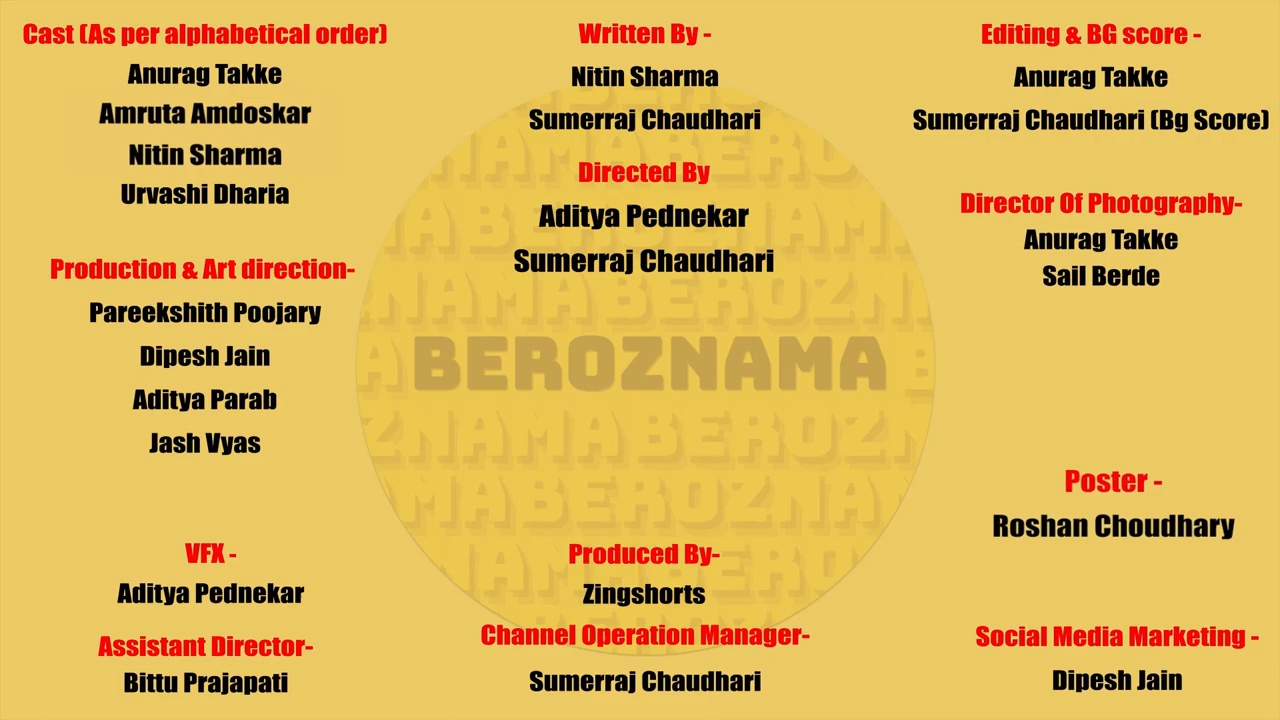 Cast (As per alphabetical order)
Anurag Takke
Amruta Amdoskar
Nitin Sharma
Urvashi Dharia
Production & Art direction-
Pareekshith Poojary
Dipesh Jain
Aditya Parab
Jash Vyas
VFX -
Aditya Pednekar
Assistant Director-
Bittu Prajapati
Written By -
Nitin Sharma
Sumerraj Chaudhari
Directed By
Aditya Pednekar
Sumerraj Chaudhari
BEROZNAMA
Produced By-
Zingshorts
Channel Operation Manager-
Sumerraj Chaudhari
Editing & BG score -
Anurag Takke
Sumerraj Chaudhari (Bg Score)
Director Of Photography-
Anurag Takke
Sail Berde
Poster -
Roshan Choudhary
Social Media Marketing -
Dipesh Jain